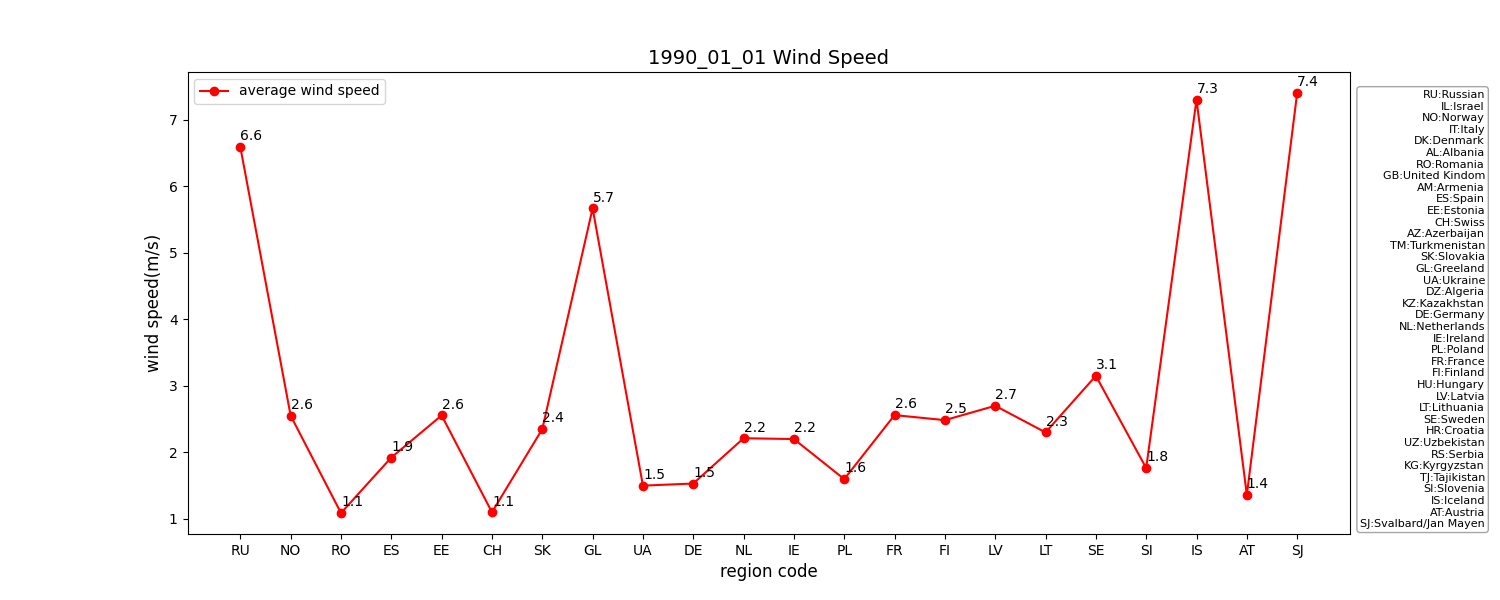 1990_01_01 Wind Speed
average wind speed
wind speed(m/s)
7
6
5
4
3
2
1
6.6
2.6
1.1
1.9
2.6
1.1
2.4
5.7
1.5
1.5
2.2
2.2
1.6
2.6
2.5
2.7
2.3
3.1
1.8
7.3
1.4
7.4
RU NO RO ES EE CH SK GL UA DE NL IE PL FR FI LV LT SE SI IS AT SJ
region code
RU:Russian
IL:Israel
NO:Norway
IT:Italy
DK:Denmark
AL:Albania
RO:Romania
GB:United Kindom
AM:Armenia
ES:Spain
EE:Estonia
CH:Swiss
AZ:Azerbaijan
TM:Turkmenistan
SK:Slovakia
GL:Greeland
UA:Ukraine
DZ:Algeria
KZ:Kazakhstan
DE:Germany
NL:Netherlands
IE:Ireland
PL:Poland
FR:France
FI:Finland
HU:Hungary
LV:Latvia
LT:Lithuania
SE:Sweden
HR:Croatia
UZ:Uzbekistan
RS:Serbia
KG:Kyrgyzstan
TJ:Tajikistan
SI:Slovenia
IS:Iceland
AT:Austria
SJ:Svalbard/Jan Mayen